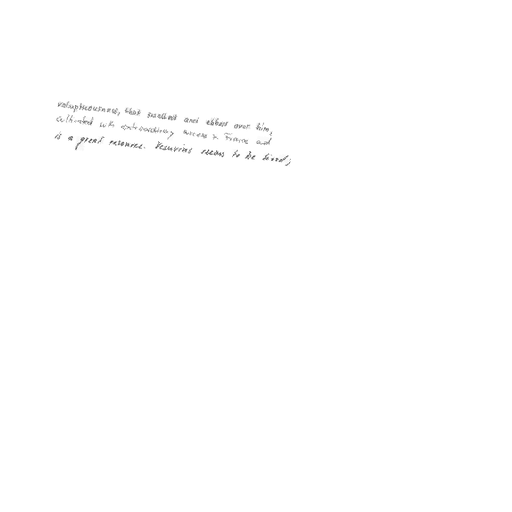 voluptuousness, that swelled and ebbed over him,
cultivated with extraordinary success in France and
is a great resource. Vesuvius seems to be tired;